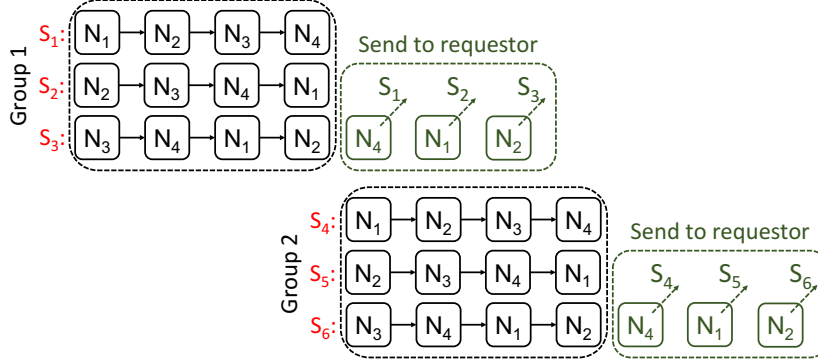 Group 1
S₁: N₁ N₂ N₃ N₄
S₂: N₂ N₃ N₄ N₁
S₃: N₃ N₄ N₁ N₂
Send to requestor
S₁ S₂ S₃
N₄ N₁ N₂
Group 2
S₄: N₁ N₂ N₃ N₄
S₅: N₂ N₃ N₄ N₁
S₆: N₃ N₄ N₁ N₂
Send to requestor
S₄ S₅ S₆
N₄ N₁ N₂